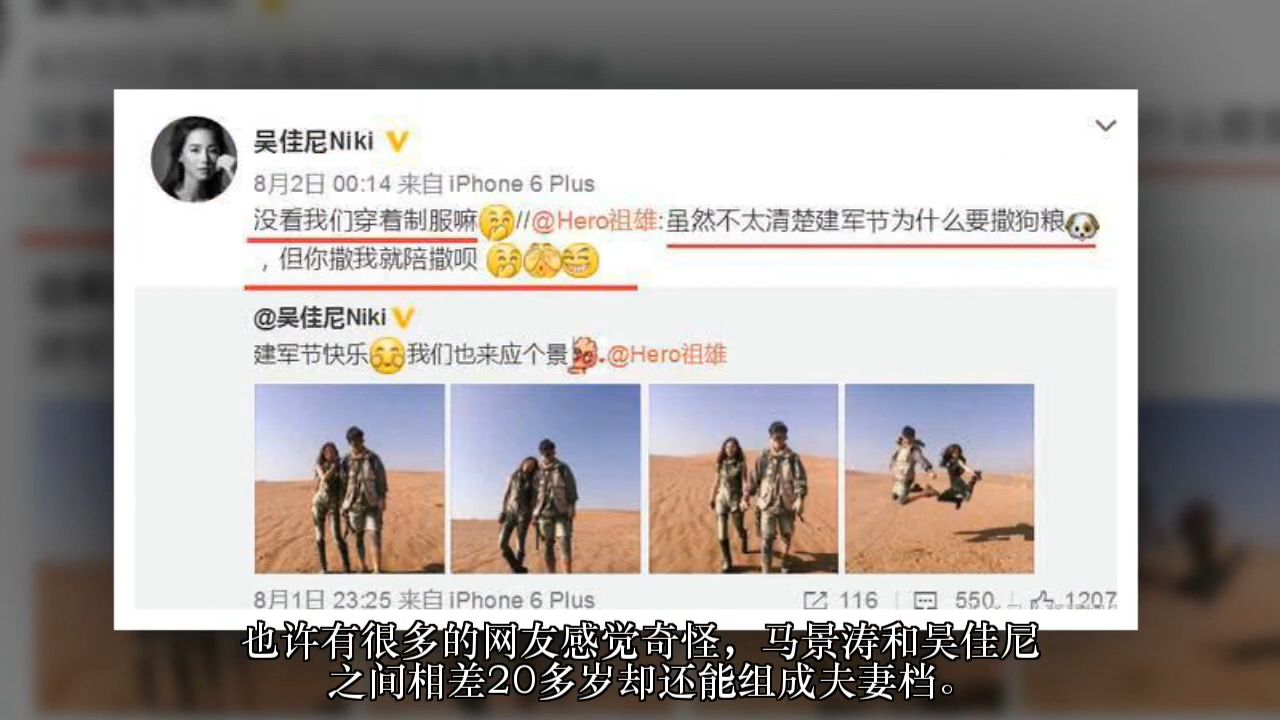 吴佳尼Niki
8月2日 00:14 来自 iPhone 6 Plus
没看我们穿着制服嘛//@Hero祖雄:虽然不太清楚建军节为什么要撒狗粮
，但你撒我就陪撒呗
@吴佳尼Niki
建军节快乐我们也来应个景@Hero祖雄
8月1日 23:25 来自 iPhone 6 Plus 116 550 1207
也许有很多的网友感觉奇怪，马景涛和吴佳尼
之间相差20多岁却还能组成夫妻档。